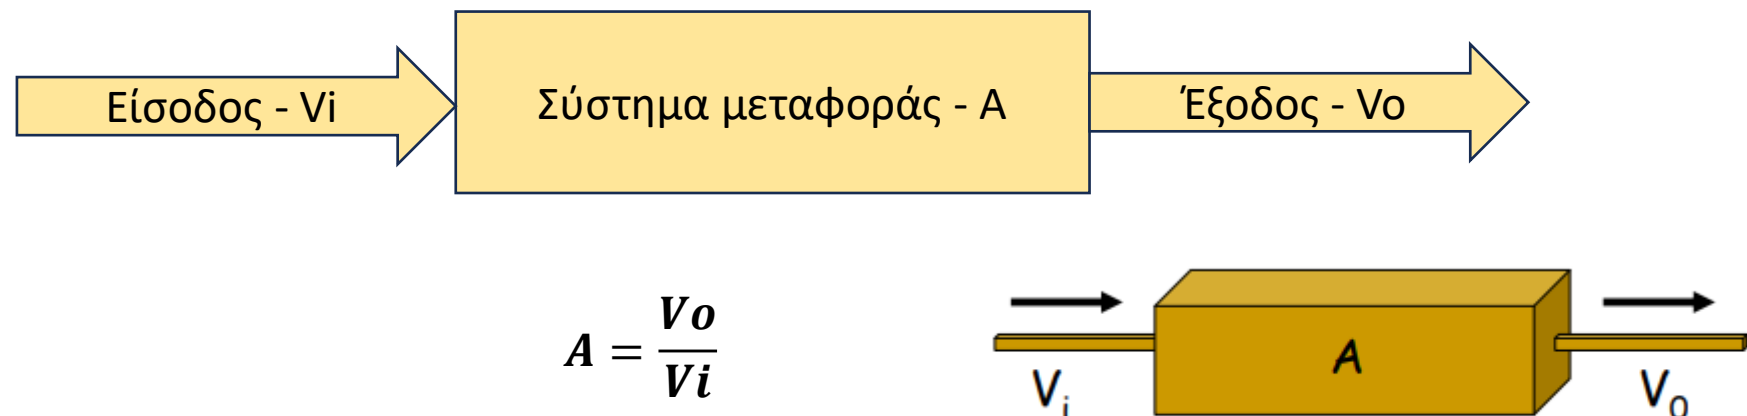 Είσοδος - Vi
Σύστημα μεταφοράς - Α
Έξοδος - Vo
A = Vo / Vi
A
Vi
Vo